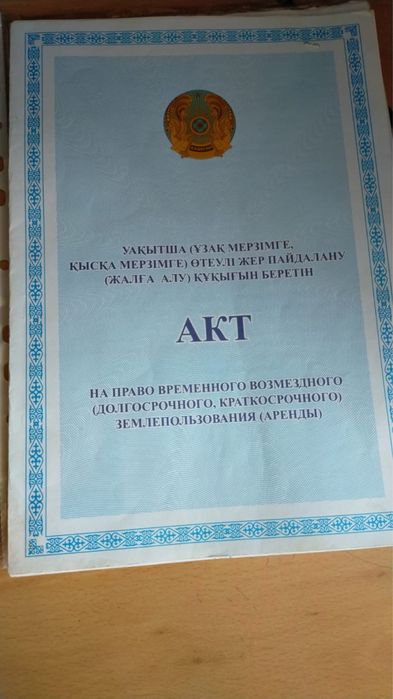 УАҚЫТША (ҰЗАҚ МЕРЗІМГЕ,
ҚЫСҚА МЕРЗІМГЕ) ӨТЕУЛІ ЖЕР ПАЙДАЛАНУ
(ЖАЛҒА АЛУ) ҚҰҚЫҒЫН БЕРЕТІН
АКТ
НА ПРАВО ВРЕМЕННОГО ВОЗМЕЗДНОГО
(ДОЛГОСРОЧНОГО, КРАТКОСРОЧНОГО)
ЗЕМЛЕПОЛЬЗОВАНИЯ (АРЕНДЫ)